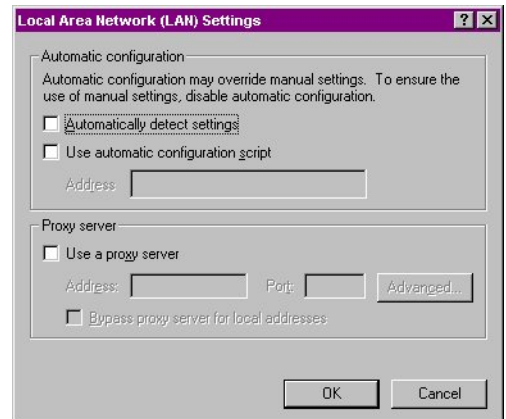 Local Area Network (LAN) Settings
Automatic configuration
Automatic configuration may override manual settings.  To ensure the
use of manual settings, disable automatic configuration.
Automatically detect settings
Use automatic configuration script
Address
Proxy server
Use a proxy server
Address: Port: Advanced...
Bypass proxy server for local addresses
OK Cancel